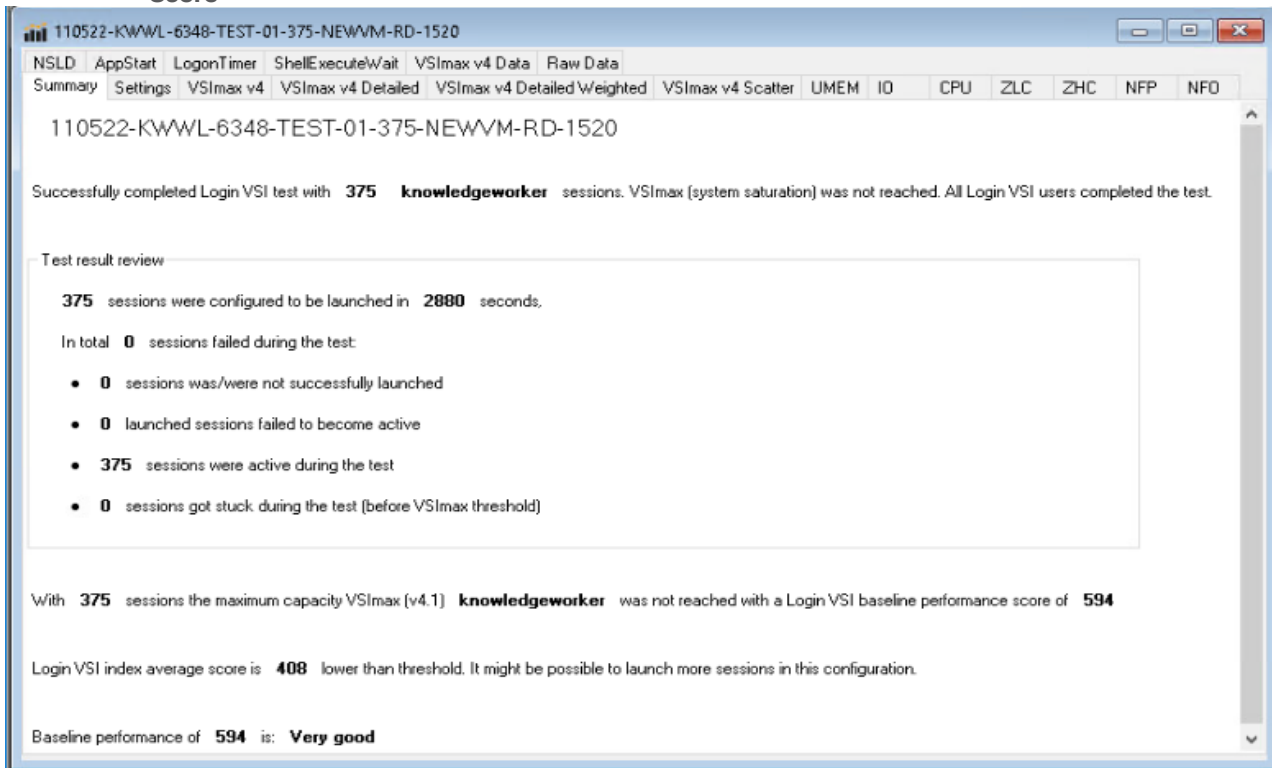 Score
110522-KWWL-6348-TEST-01-375-NEWVM-RD-1520
NSLD AppStart LogonTimer ShellExecuteWait VSImax v4 Data Raw Data
Summary Settings VSImax v4 VSImax v4 Detailed VSImax v4 Detailed Weighted VSImax v4 Scatter UMEM IO CPU ZLC ZHC NFP NFO
110522-KWWL-6348-TEST-01-375-NEWVM-RD-1520
Successfully completed Login VSI test with 375 knowledgeworker sessions. VSImax (system saturation) was not reached. All Login VSI users completed the test.
Test result review
375 sessions were configured to be launched in 2880 seconds,
In total 0 sessions failed during the test:
• 0 sessions was/were not successfully launched
• 0 launched sessions failed to become active
• 375 sessions were active during the test
• 0 sessions got stuck during the test (before VSImax threshold)
With 375 sessions the maximum capacity VSImax (v4.1) knowledgeworker was not reached with a Login VSI baseline performance score of 594
Login VSI index average score is 408 lower than threshold. It might be possible to launch more sessions in this configuration.
Baseline performance of 594 is: Very good